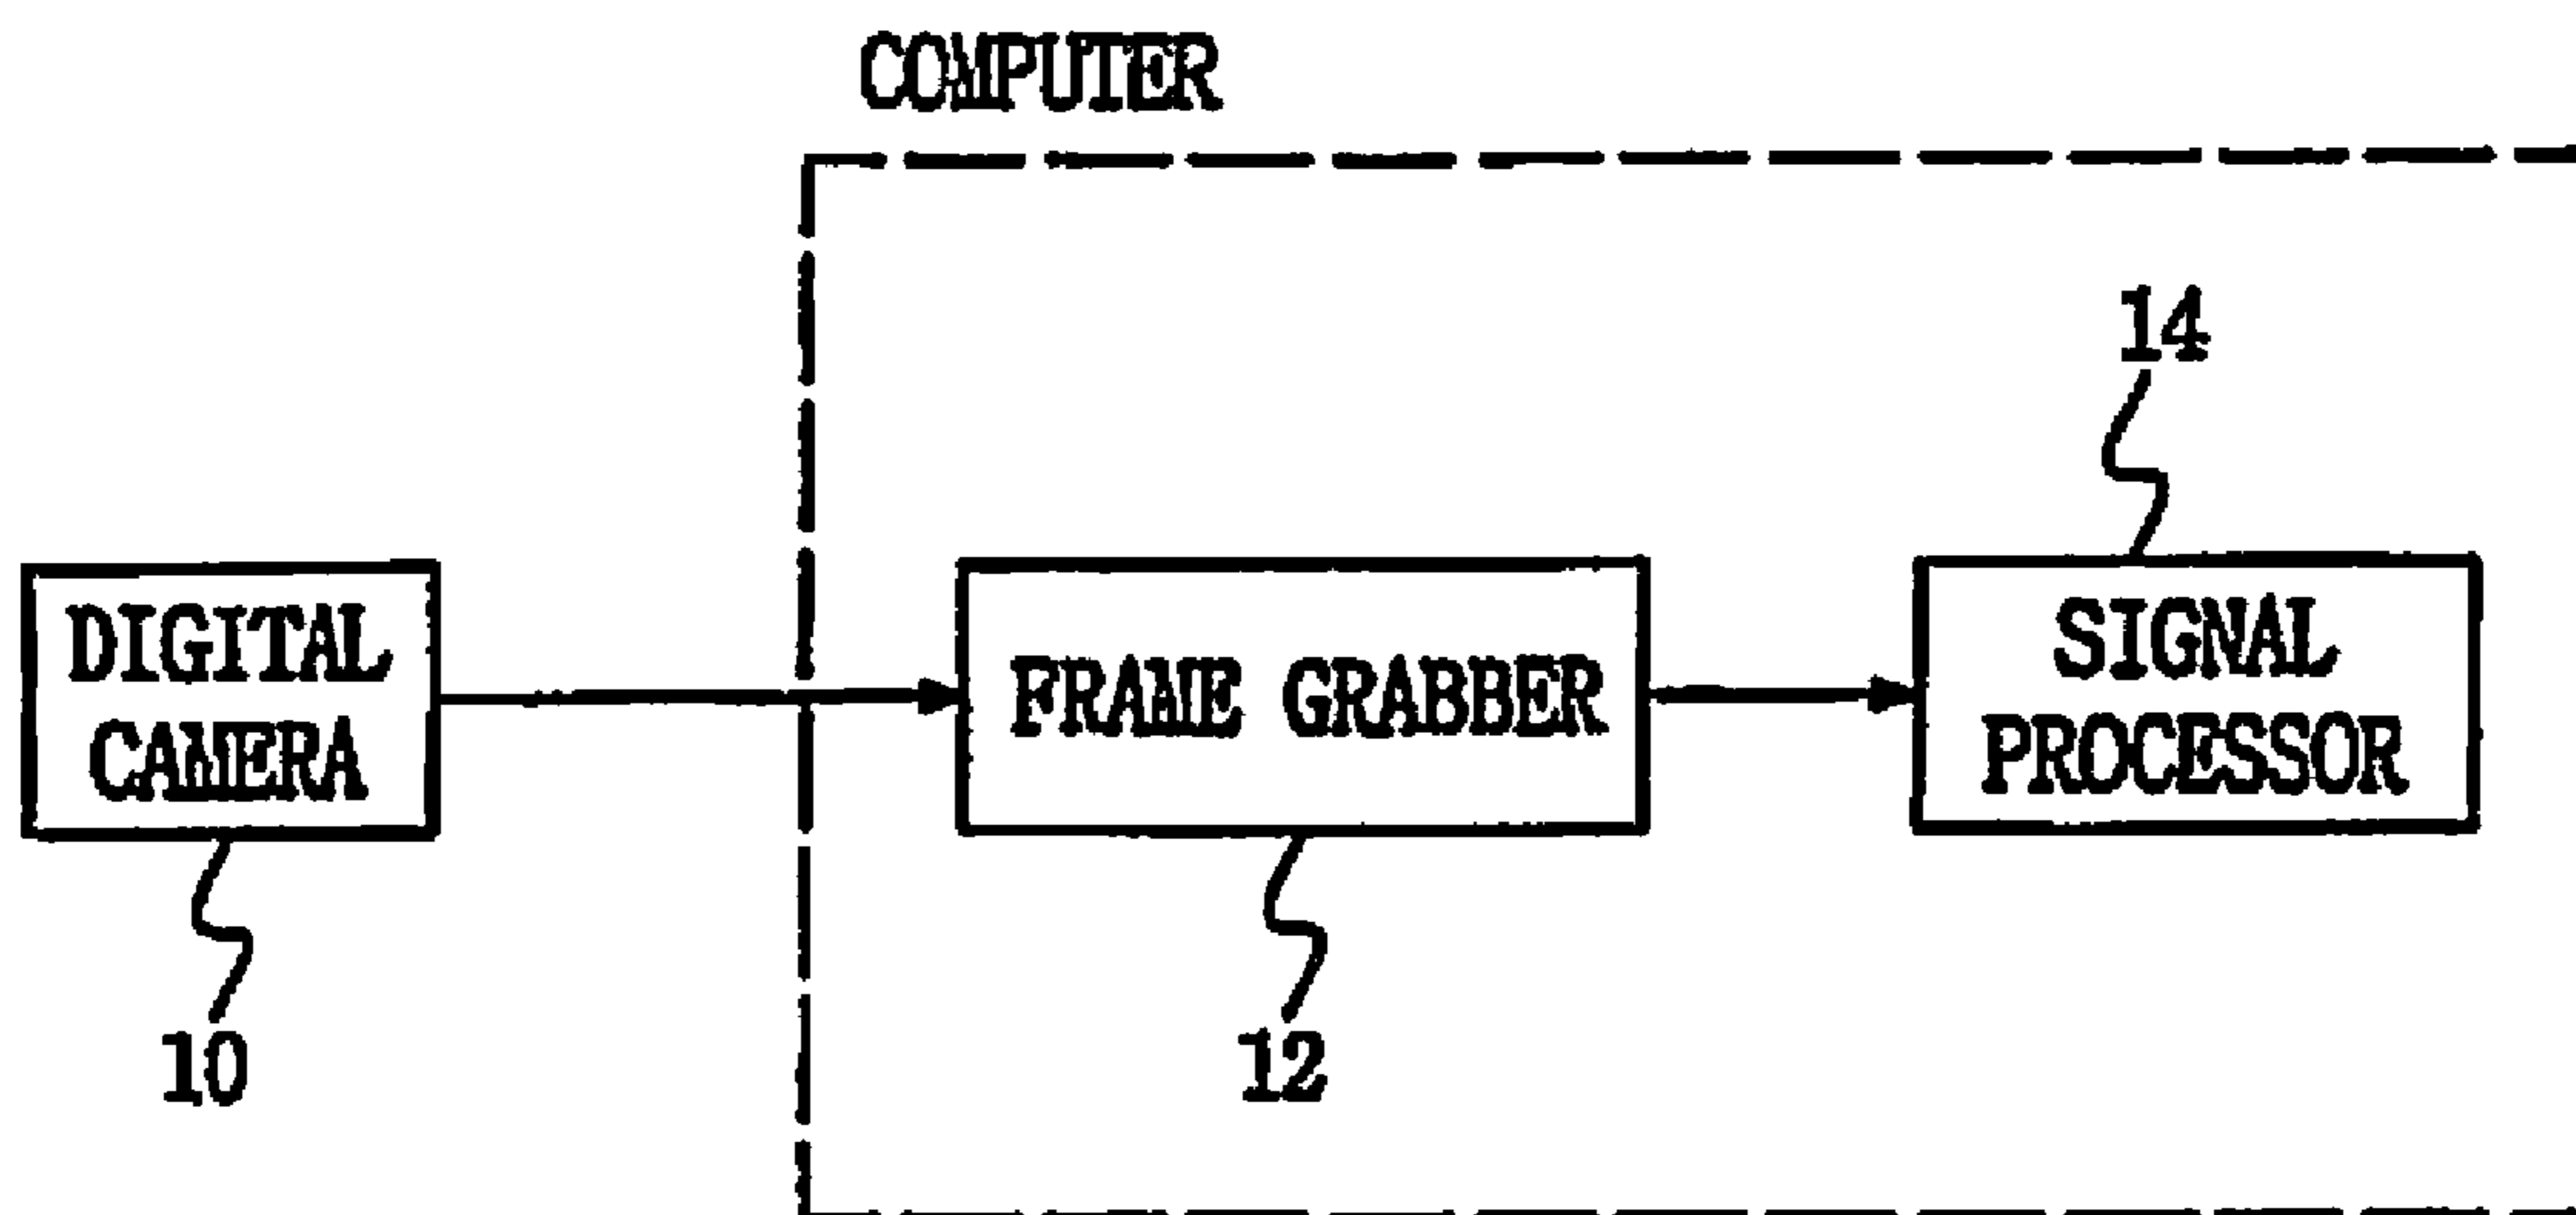 COMPUTER
14
DIGITAL
CAMERA
FRAME GRABBER
SIGNAL
PROCESSOR
10
12